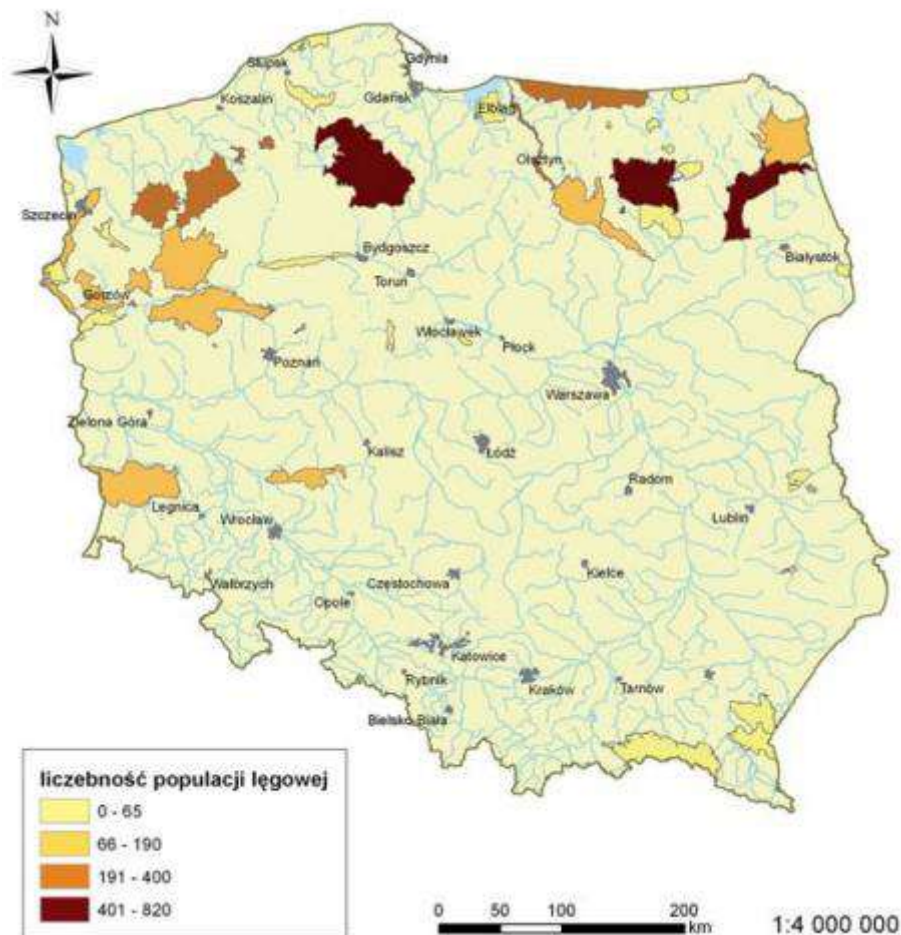 N
Słupsk
Gdynia
Koszalin
Gdańsk
Elbląg
Olsztyn
Szczecin
Bydgoszcz
Białystok
Toruń
Gorzów
Włocławek
Płock
Poznań
Warszawa
Zielona Góra
Kalisz
Łódź
Radom
Legnica
Lublin
Wrocław
Kielce
Wałbrzych
Częstochowa
Opole
Katowice
Rybnik
Kraków
Tarnów
Bielsko Biała
liczebność populacji lęgowej
0 - 65
66 - 190
191 - 400
401 - 820
0 50 100 200
km
1:4 000 000